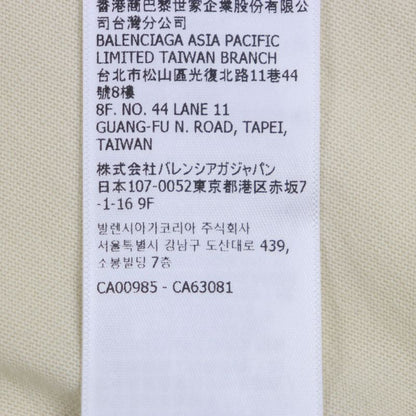 香港商巴黎世家企業股份有限公
司台灣分公司
BALENCIAGA ASIA PACIFIC
LIMITED TAIWAN BRANCH
台北市松山區光復北路11巷44
號8樓
8F. NO. 44 LANE 11
GUANG-FU N. ROAD, TAPEI,
TAIWAN
株式会社バレンシアガジャパン
日本107-0052東京都港区赤坂7
-1-16 9F
발렌시아가코리아 주식회사
서울특별시 강남구 도산대로 439,
소봉빌딩 7층
CA00985 - CA63081